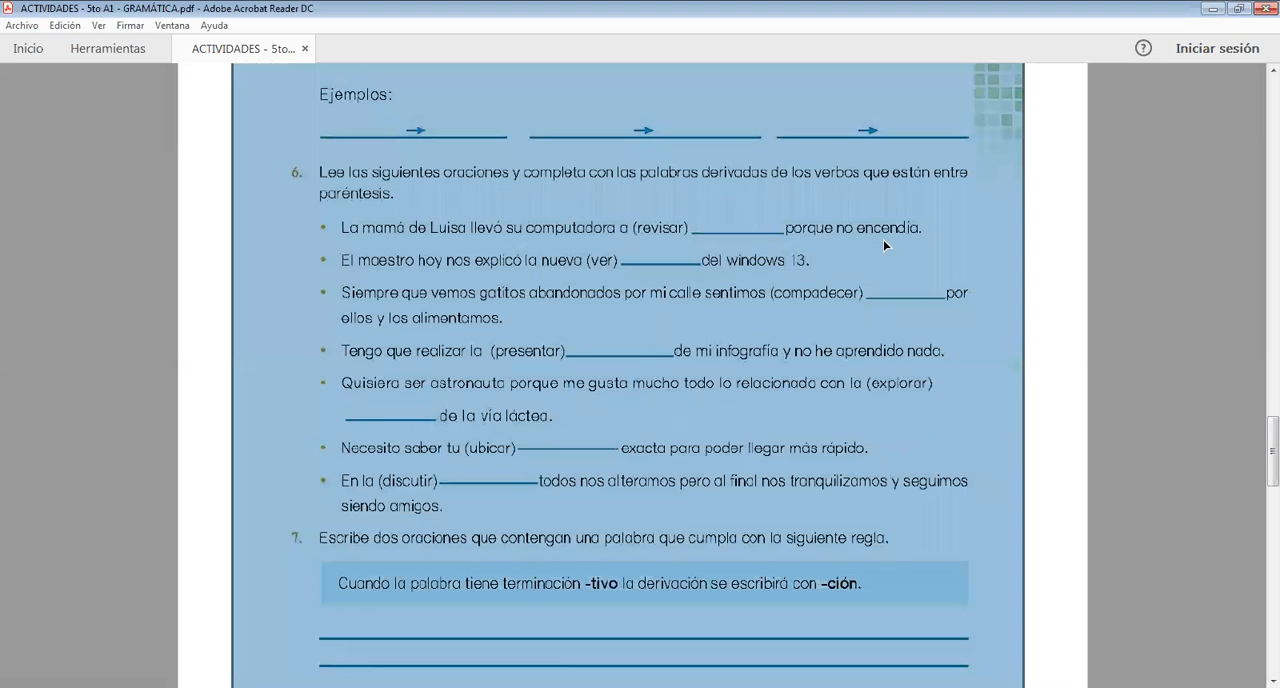 ACTIVIDADES - 5to A1 - GRAMÁTICA.pdf - Adobe Acrobat Reader DC
Archivo Edición Ver Firmar Ventana Ayuda
Inicio Herramientas ACTIVIDADES - 5to... × ? Iniciar sesión
Ejemplos:
6. Lee las siguientes oraciones y completa con las palabras derivadas de los verbos que están entre
paréntesis.
• La mamá de Luisa llevó su computadora a (revisar) __________ porque no encendía.
• El maestro hoy nos explicó la nueva (ver) __________ del windows 13.
• Siempre que vemos gatitos abandonados por mi calle sentimos (compadecer) __________ por
ellos y los alimentamos.
• Tengo que realizar la (presentar) __________ de mi infografía y no he aprendido nada.
• Quisiera ser astronauta porque me gusta mucho todo lo relacionado con la (explorar)
__________ de la vía láctea.
• Necesito saber tu (ubicar) __________ exacta para poder llegar más rápido.
• En la (discutir) __________ todos nos alteramos pero al final nos tranquilizamos y seguimos
siendo amigos.
7. Escribe dos oraciones que contengan una palabra que cumpla con la siguiente regla.
Cuando la palabra tiene terminación -tivo la derivación se escribirá con -ción.